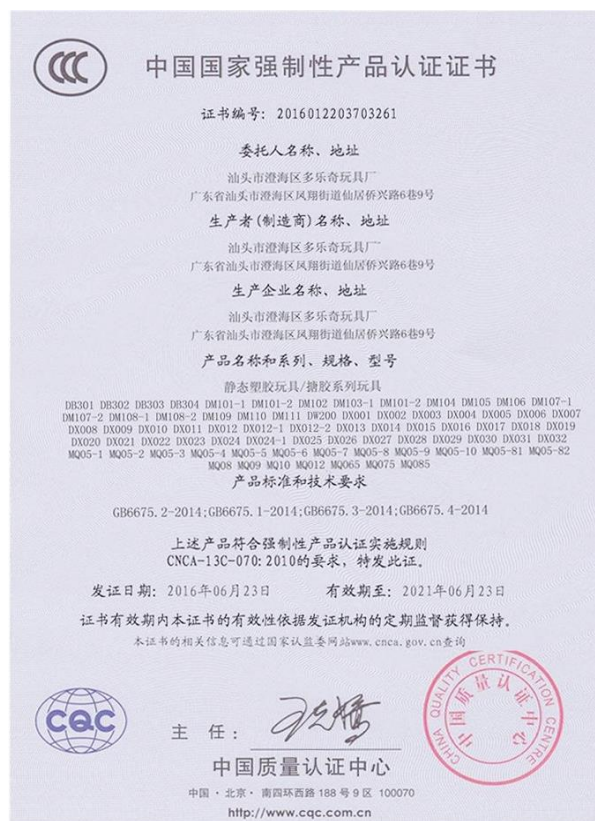 中国国家强制性产品认证证书
证书编号: 2016012203703261
委托人名称、地址
汕头市澄海区多乐奇玩具厂
广东省汕头市澄海区凤翔街道仙居侨兴路6巷9号
生产者(制造商)名称、地址
汕头市澄海区多乐奇玩具厂
广东省汕头市澄海区凤翔街道仙居侨兴路6巷9号
生产企业名称、地址
汕头市澄海区多乐奇玩具厂
广东省汕头市澄海区凤翔街道仙居侨兴路6巷9号
产品名称和系列、规格、型号
静态塑胶玩具/搪胶系列玩具
DB301 DB302 DB303 DB304 DM101-1 DM101-2 DM102 DM103-1 DM101-2 DM104 DM105 DM106 DM107-1
DM107-2 DM108-1 DM108-2 DM109 DM110 DM111 DW200 DX001 DX002 DX003 DX004 DX005 DX006 DX007
DX008 DX009 DX010 DX011 DX012 DX012-1 DX012-2 DX013 DX014 DX015 DX016 DX017 DX018 DX019
DX020 DX021 DX022 DX023 DX024 DX024-1 DX025 DX026 DX027 DX028 DX029 DX030 DX031 DX032
MQ05-1 MQ05-2 MQ05-3 MQ05-4 MQ05-5 MQ05-6 MQ05-7 MQ05-8 MQ05-9 MQ05-10 MQ05-81 MQ05-82
MQ08 MQ09 MQ10 MQ012 MQ065 MQ075 MQ085
产品标准和技术要求
GB6675.2-2014;GB6675.1-2014;GB6675.3-2014;GB6675.4-2014
上述产品符合强制性产品认证实施规则
CNCA-13C-070:2010的要求，特发此证。
发证日期: 2016年06月23日 有效期至: 2021年06月23日
证书有效期内本证书的有效性依据发证机构的定期监督获得保持。
本证书的相关信息可通过国家认监委网站www.cnca.gov.cn查询
CQC
主 任:
CHINA QUALITY CERTIFICATION CENTRE
中国质量认证中心
中国质量认证中心
中国·北京·南四环西路 188 号 9 区 100070
http://www.cqc.com.cn